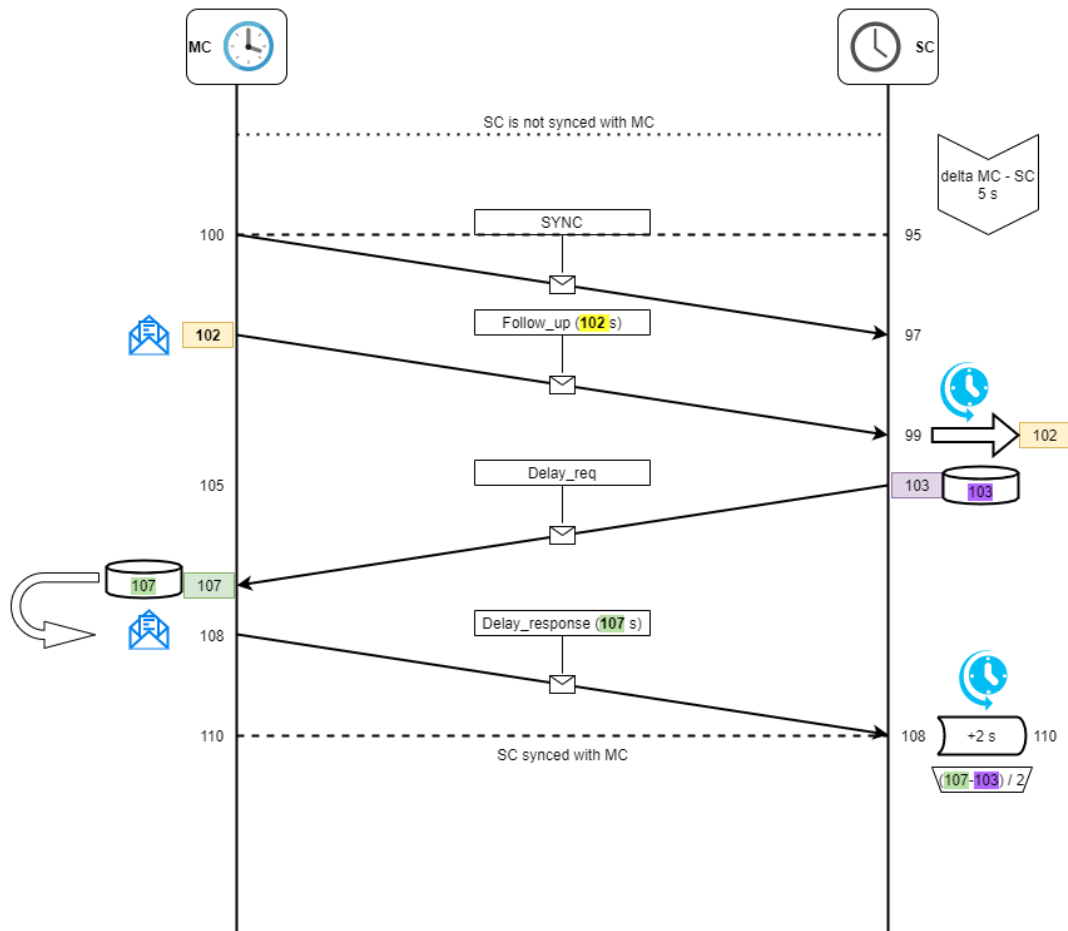 MC
SC
SC is not synced with MC
delta MC - SC
5 s
SYNC
100
95
Follow_up (102 s)
102
97
99
102
Delay_req
105
103
103
107
107
Delay_response (107 s)
108
110
108
+2 s
110
SC synced with MC
(107-103) / 2